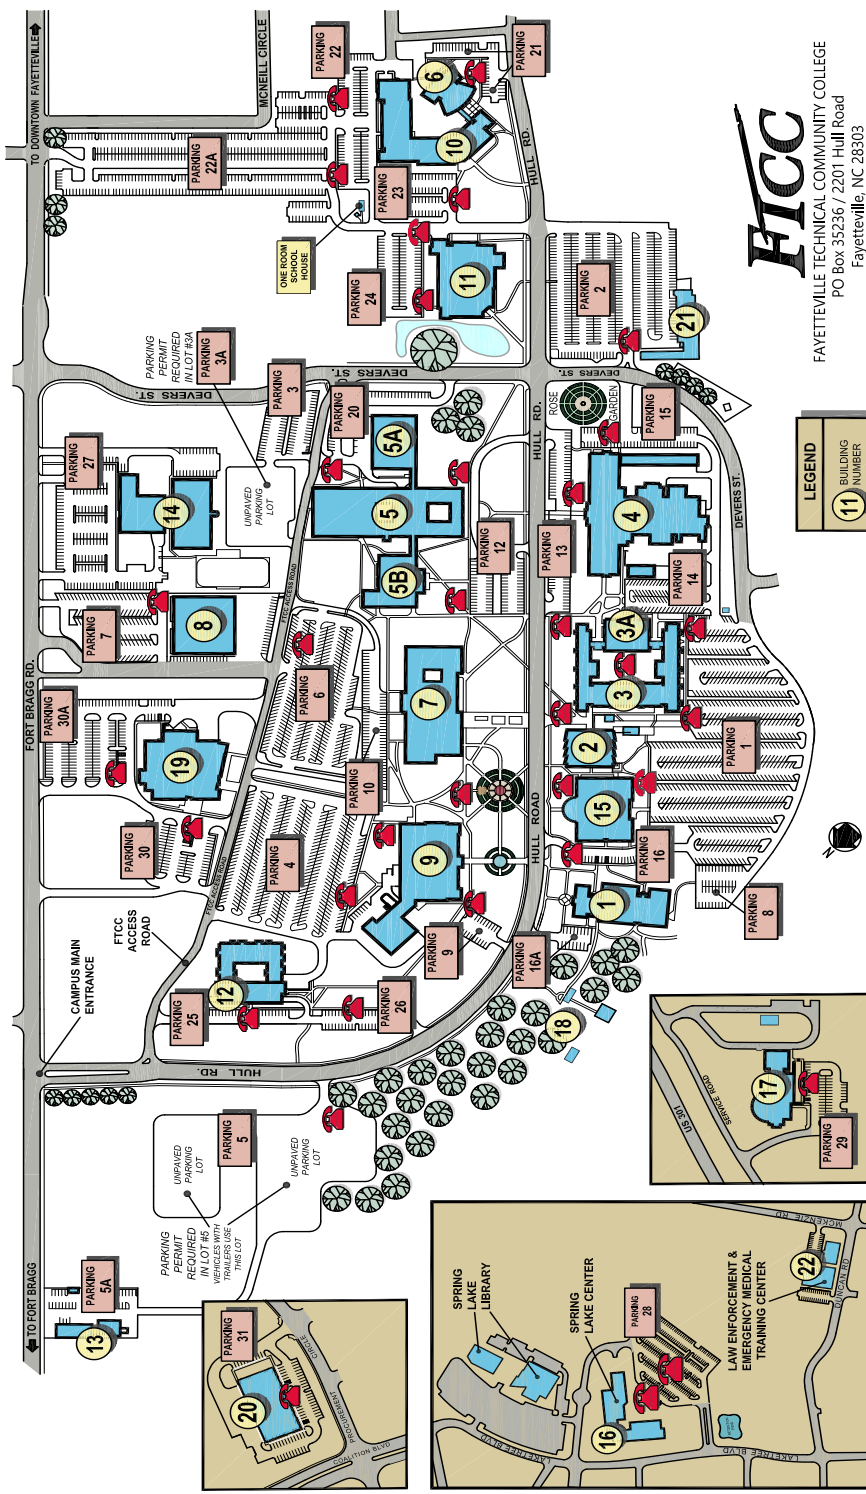 TO DOWNTOWN FAYETTEVILLE
MCNEILL CIRCLE
PARKING
22
PARKING
21
6
10
PARKING
22A
PARKING
23
HULL RD.
ONE ROOM
SCHOOL
HOUSE
PARKING
24
11
PARKING
2
21
PARKING
PERMIT
REQUIRED
IN LOT #3A
PARKING
3A
DEVERS ST.
DEVERS ST.
PARKING
3
DEVERS ST.
DEVERS ST.
PARKING
20
ROSE
GARDEN
PARKING
15
HULL RD.
5A
PARKING
27
14
UNPAVED
PARKING
LOT
5
PARKING
12
PARKING
13
4
DEVERS ST.
FTCC ACCESS ROAD
5B
PARKING
14
PARKING
7
8
3A
FORT BRAGG RD.
PARKING
30A
PARKING
6
7
3
2
PARKING
1
19
PARKING
10
15
HULL ROAD
PARKING
30
FTCC ACCESS ROAD
PARKING
4
9
PARKING
16
1
PARKING
8
FTCC
ACCESS
ROAD
CAMPUS MAIN
ENTRANCE
PARKING
9
PARKING
16A
12
PARKING
25
PARKING
26
18
HULL RD.
N
FTCC
FAYETTEVILLE TECHNICAL COMMUNITY COLLEGE
PO Box 35236 / 2201 Hull Road
Fayetteville, NC 28303
LEGEND
11
BUILDING
NUMBER
UNPAVED
PARKING
LOT
PARKING
5
UNPAVED
PARKING
LOT
PARKING
PERMIT
REQUIRED
IN LOT #5
VIEHICLES WITH
TRAILERS USE
THIS LOT
PARKING
5A
13
TO FORT BRAGG
US 301
SERVICE ROAD
17
PARKING
29
PARKING
31
20
PROCUREMENT CIRCLE
COALITION BLVD
SPRING
LAKE
LIBRARY
SPRING
LAKE CENTER
PARKING
28
16
LAKETREE BLVD
LAKETREE BLVD
LAW ENFORCEMENT &
EMERGENCY MEDICAL
TRAINING CENTER
22
DUNCAN RD
MCKENZIE RD